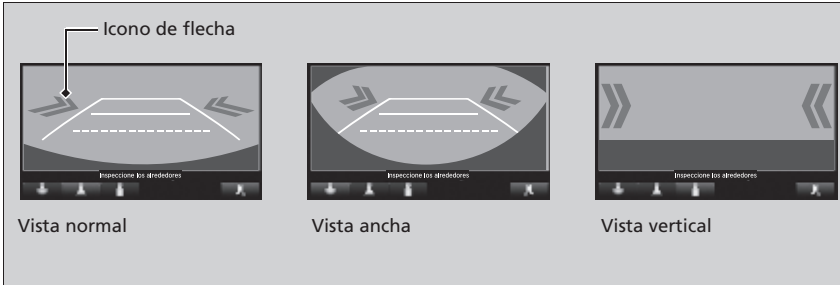 Icono de flecha
Inspeccione los alrededores
Inspeccione los alrededores
Inspeccione los alrededores
Vista normal
Vista ancha
Vista vertical